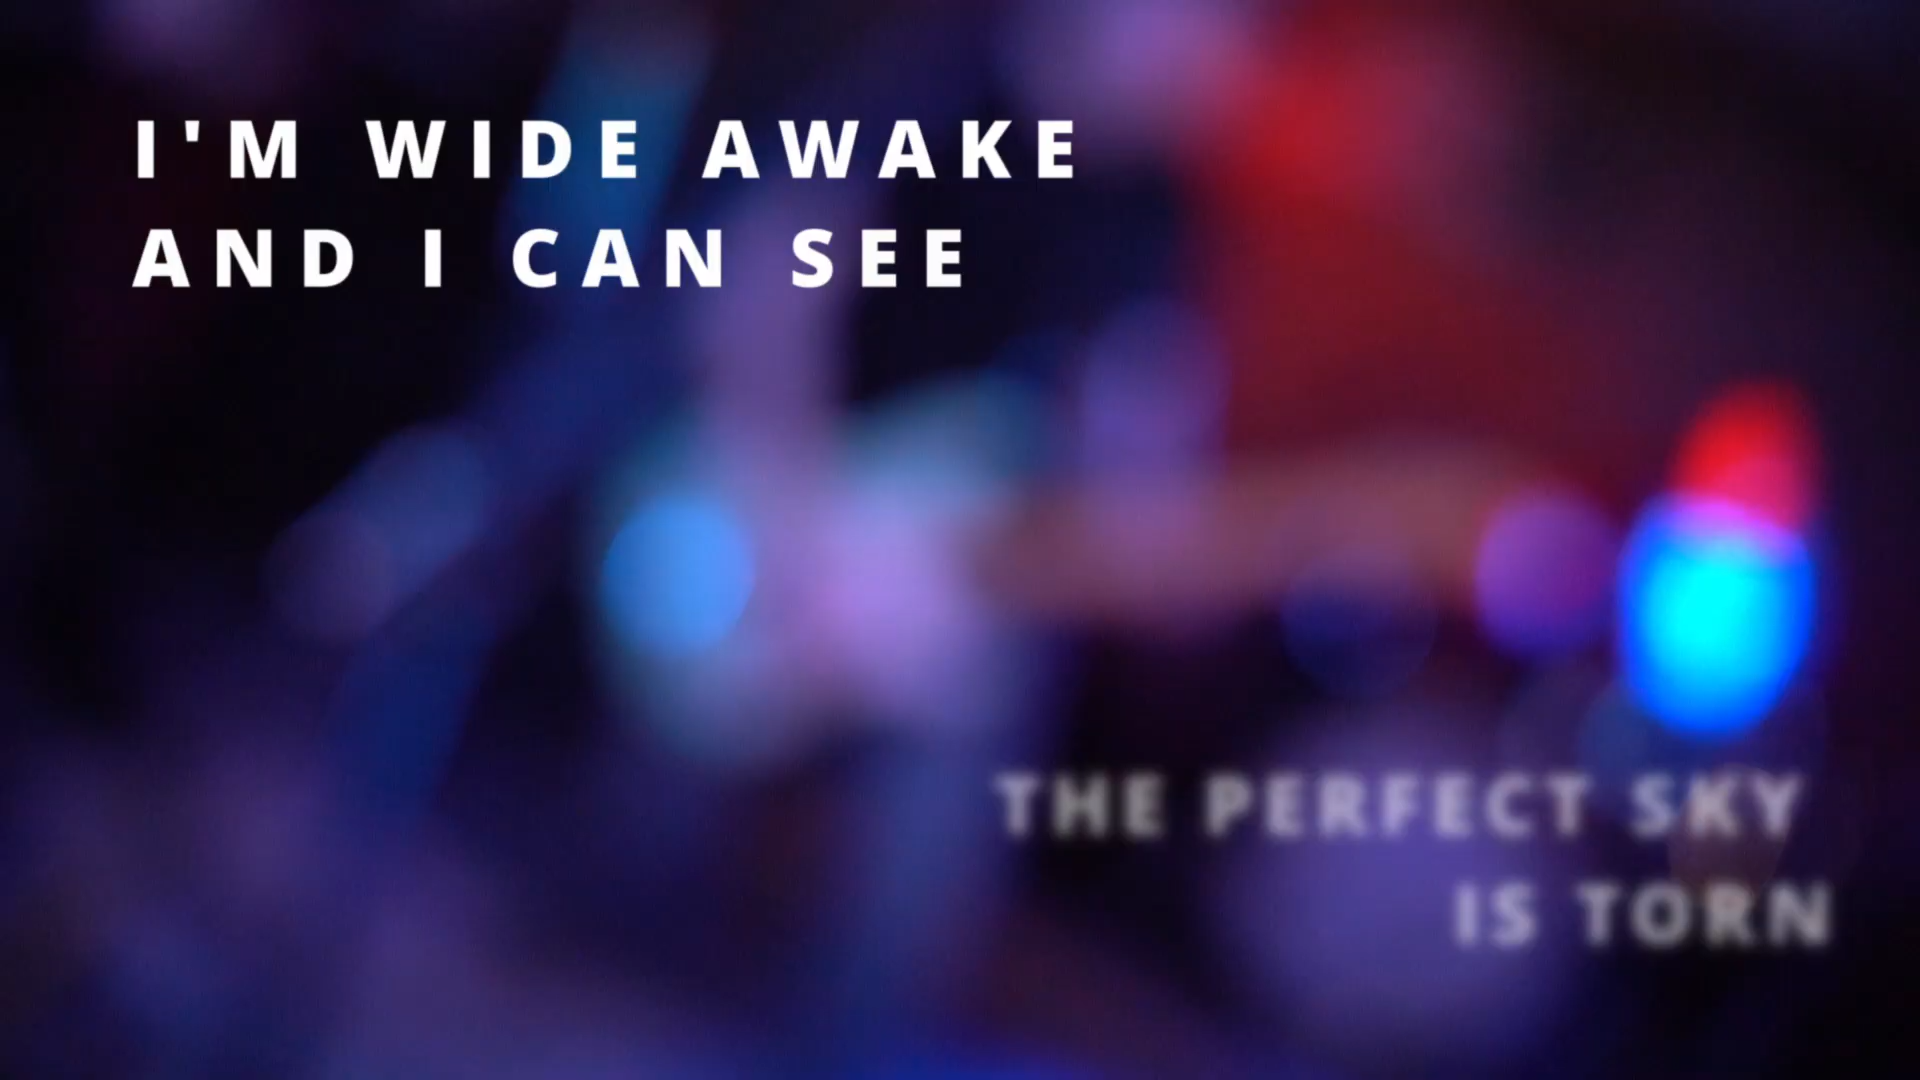 I'M WIDE AWAKE
AND I CAN SEE
THE PERFECT SKY
IS TORN